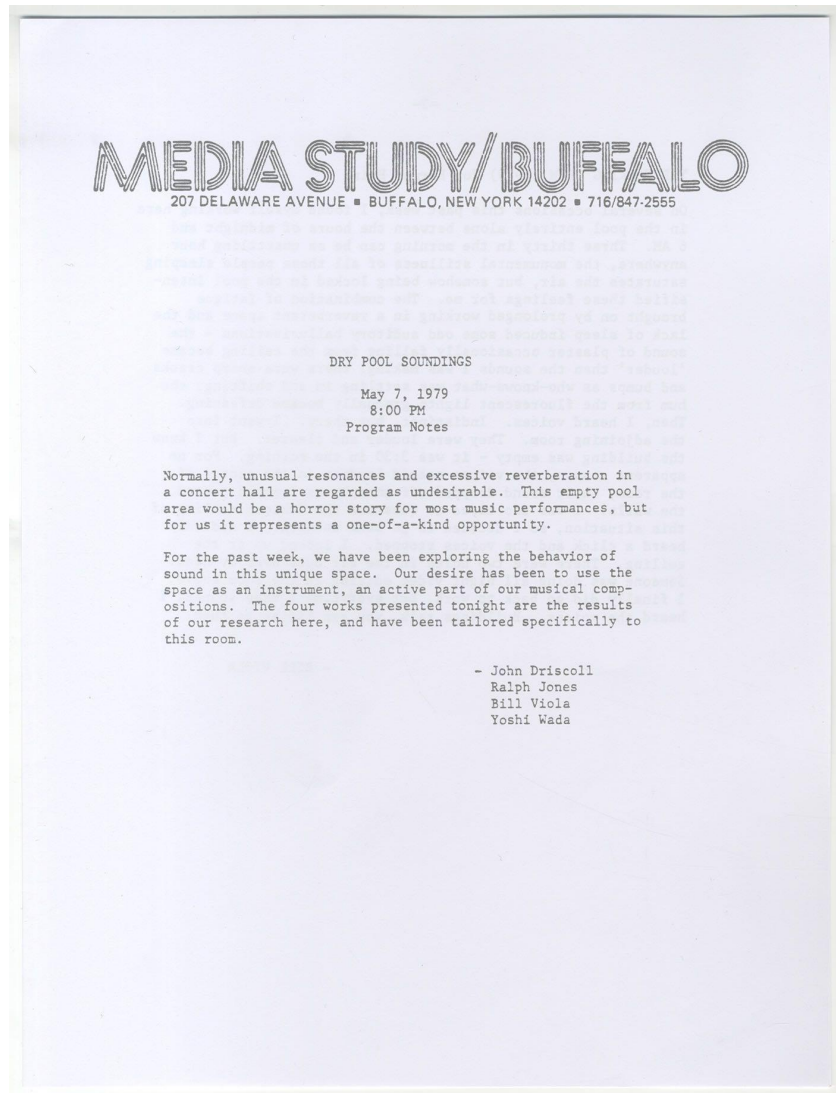 MEDIA STUDY/BUFFALO
207 DELAWARE AVENUE ▪ BUFFALO, NEW YORK 14202 ▪ 716/847-2555
DRY POOL SOUNDINGS
May 7, 1979
8:00 PM
Program Notes
Normally, unusual resonances and excessive reverberation in
a concert hall are regarded as undesirable. This empty pool
area would be a horror story for most music performances, but
for us it represents a one-of-a-kind opportunity.
For the past week, we have been exploring the behavior of
sound in this unique space. Our desire has been to use the
space as an instrument, an active part of our musical comp-
ositions. The four works presented tonight are the results
of our research here, and have been tailored specifically to
this room.
- John Driscoll
Ralph Jones
Bill Viola
Yoshi Wada